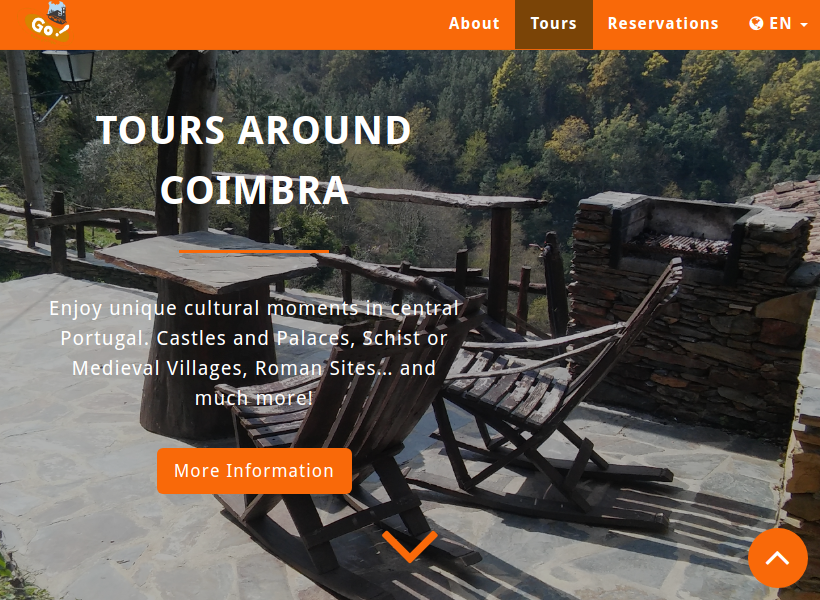 Go!
About
Tours
Reservations
EN
TOURS AROUND
COIMBRA
Enjoy unique cultural moments in central
Portugal. Castles and Palaces, Schist or
Medieval Villages, Roman Sites... and
much more!
More Information